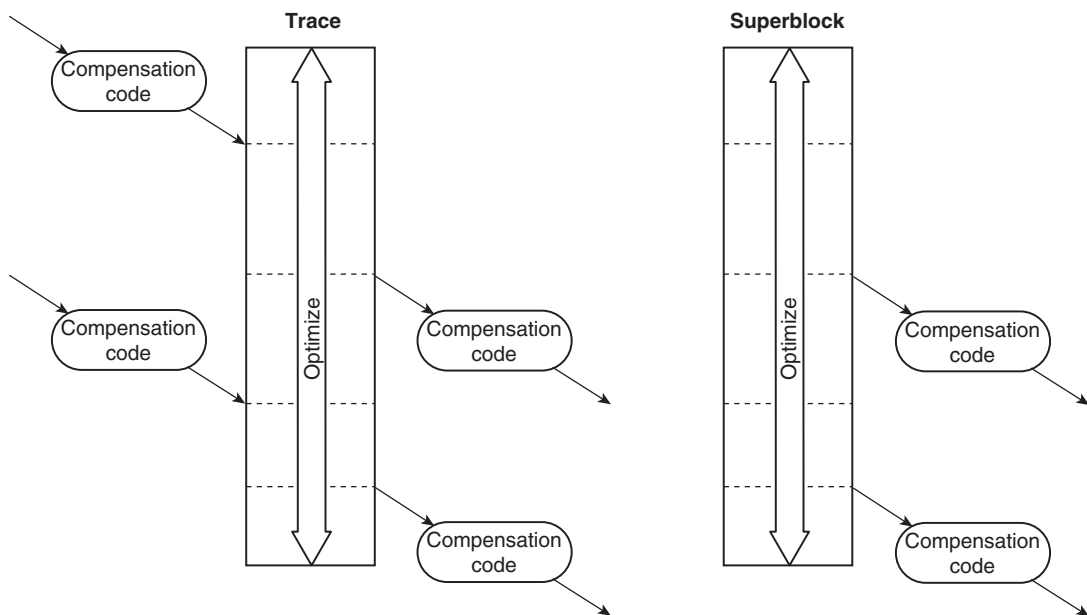 Trace
Superblock
Compensation
code
Compensation
code
Optimize
Compensation
code
Compensation
code
Optimize
Compensation
code
Compensation
code